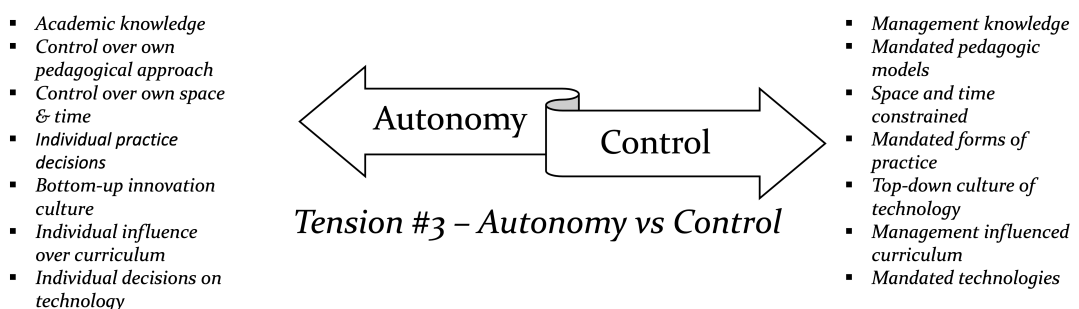 ▪ Academic knowledge
▪ Control over own
pedagogical approach
▪ Control over own space
& time
▪ Individual practice
decisions
▪ Bottom-up innovation
culture
▪ Individual influence
over curriculum
▪ Individual decisions on
technology
Autonomy
Control
Tension #3 – Autonomy vs Control
▪ Management knowledge
▪ Mandated pedagogic
models
▪ Space and time
constrained
▪ Mandated forms of
practice
▪ Top-down culture of
technology
▪ Management influenced
curriculum
▪ Mandated technologies